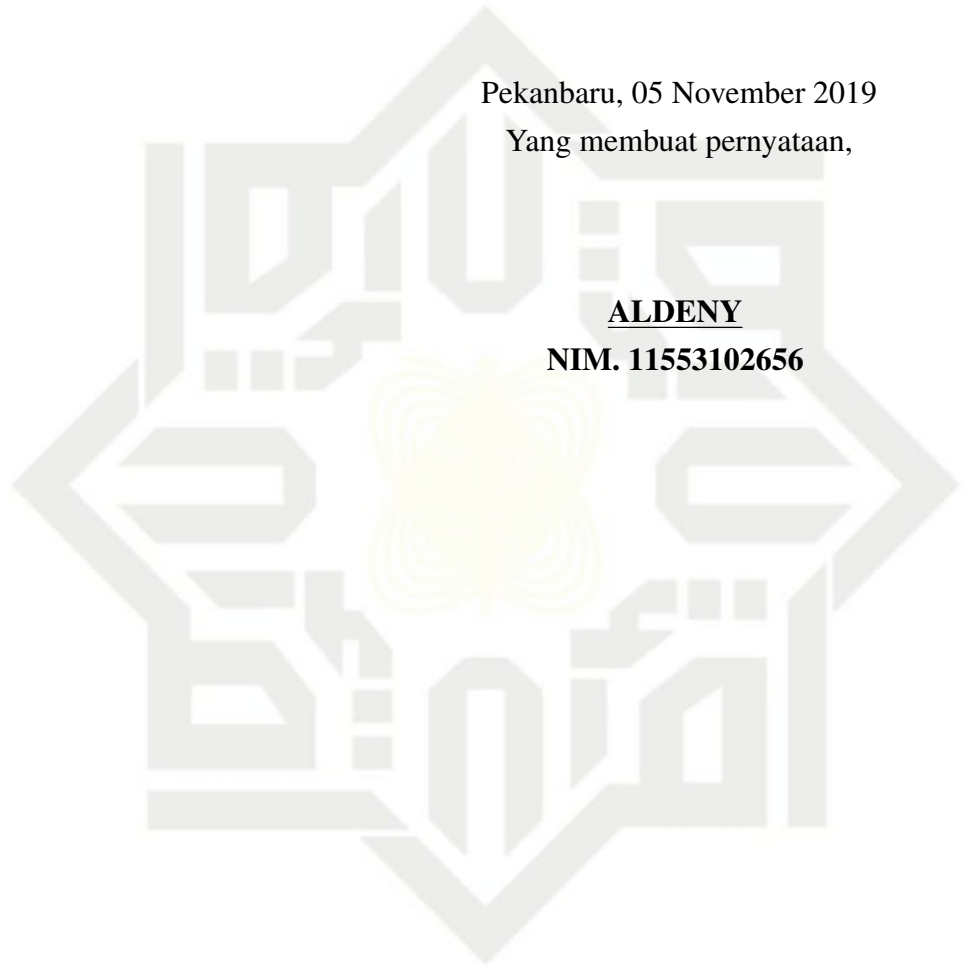 Pekanbaru, 05 November 2019
Yang membuat pernyataan,
ALDENY
NIM. 11553102656